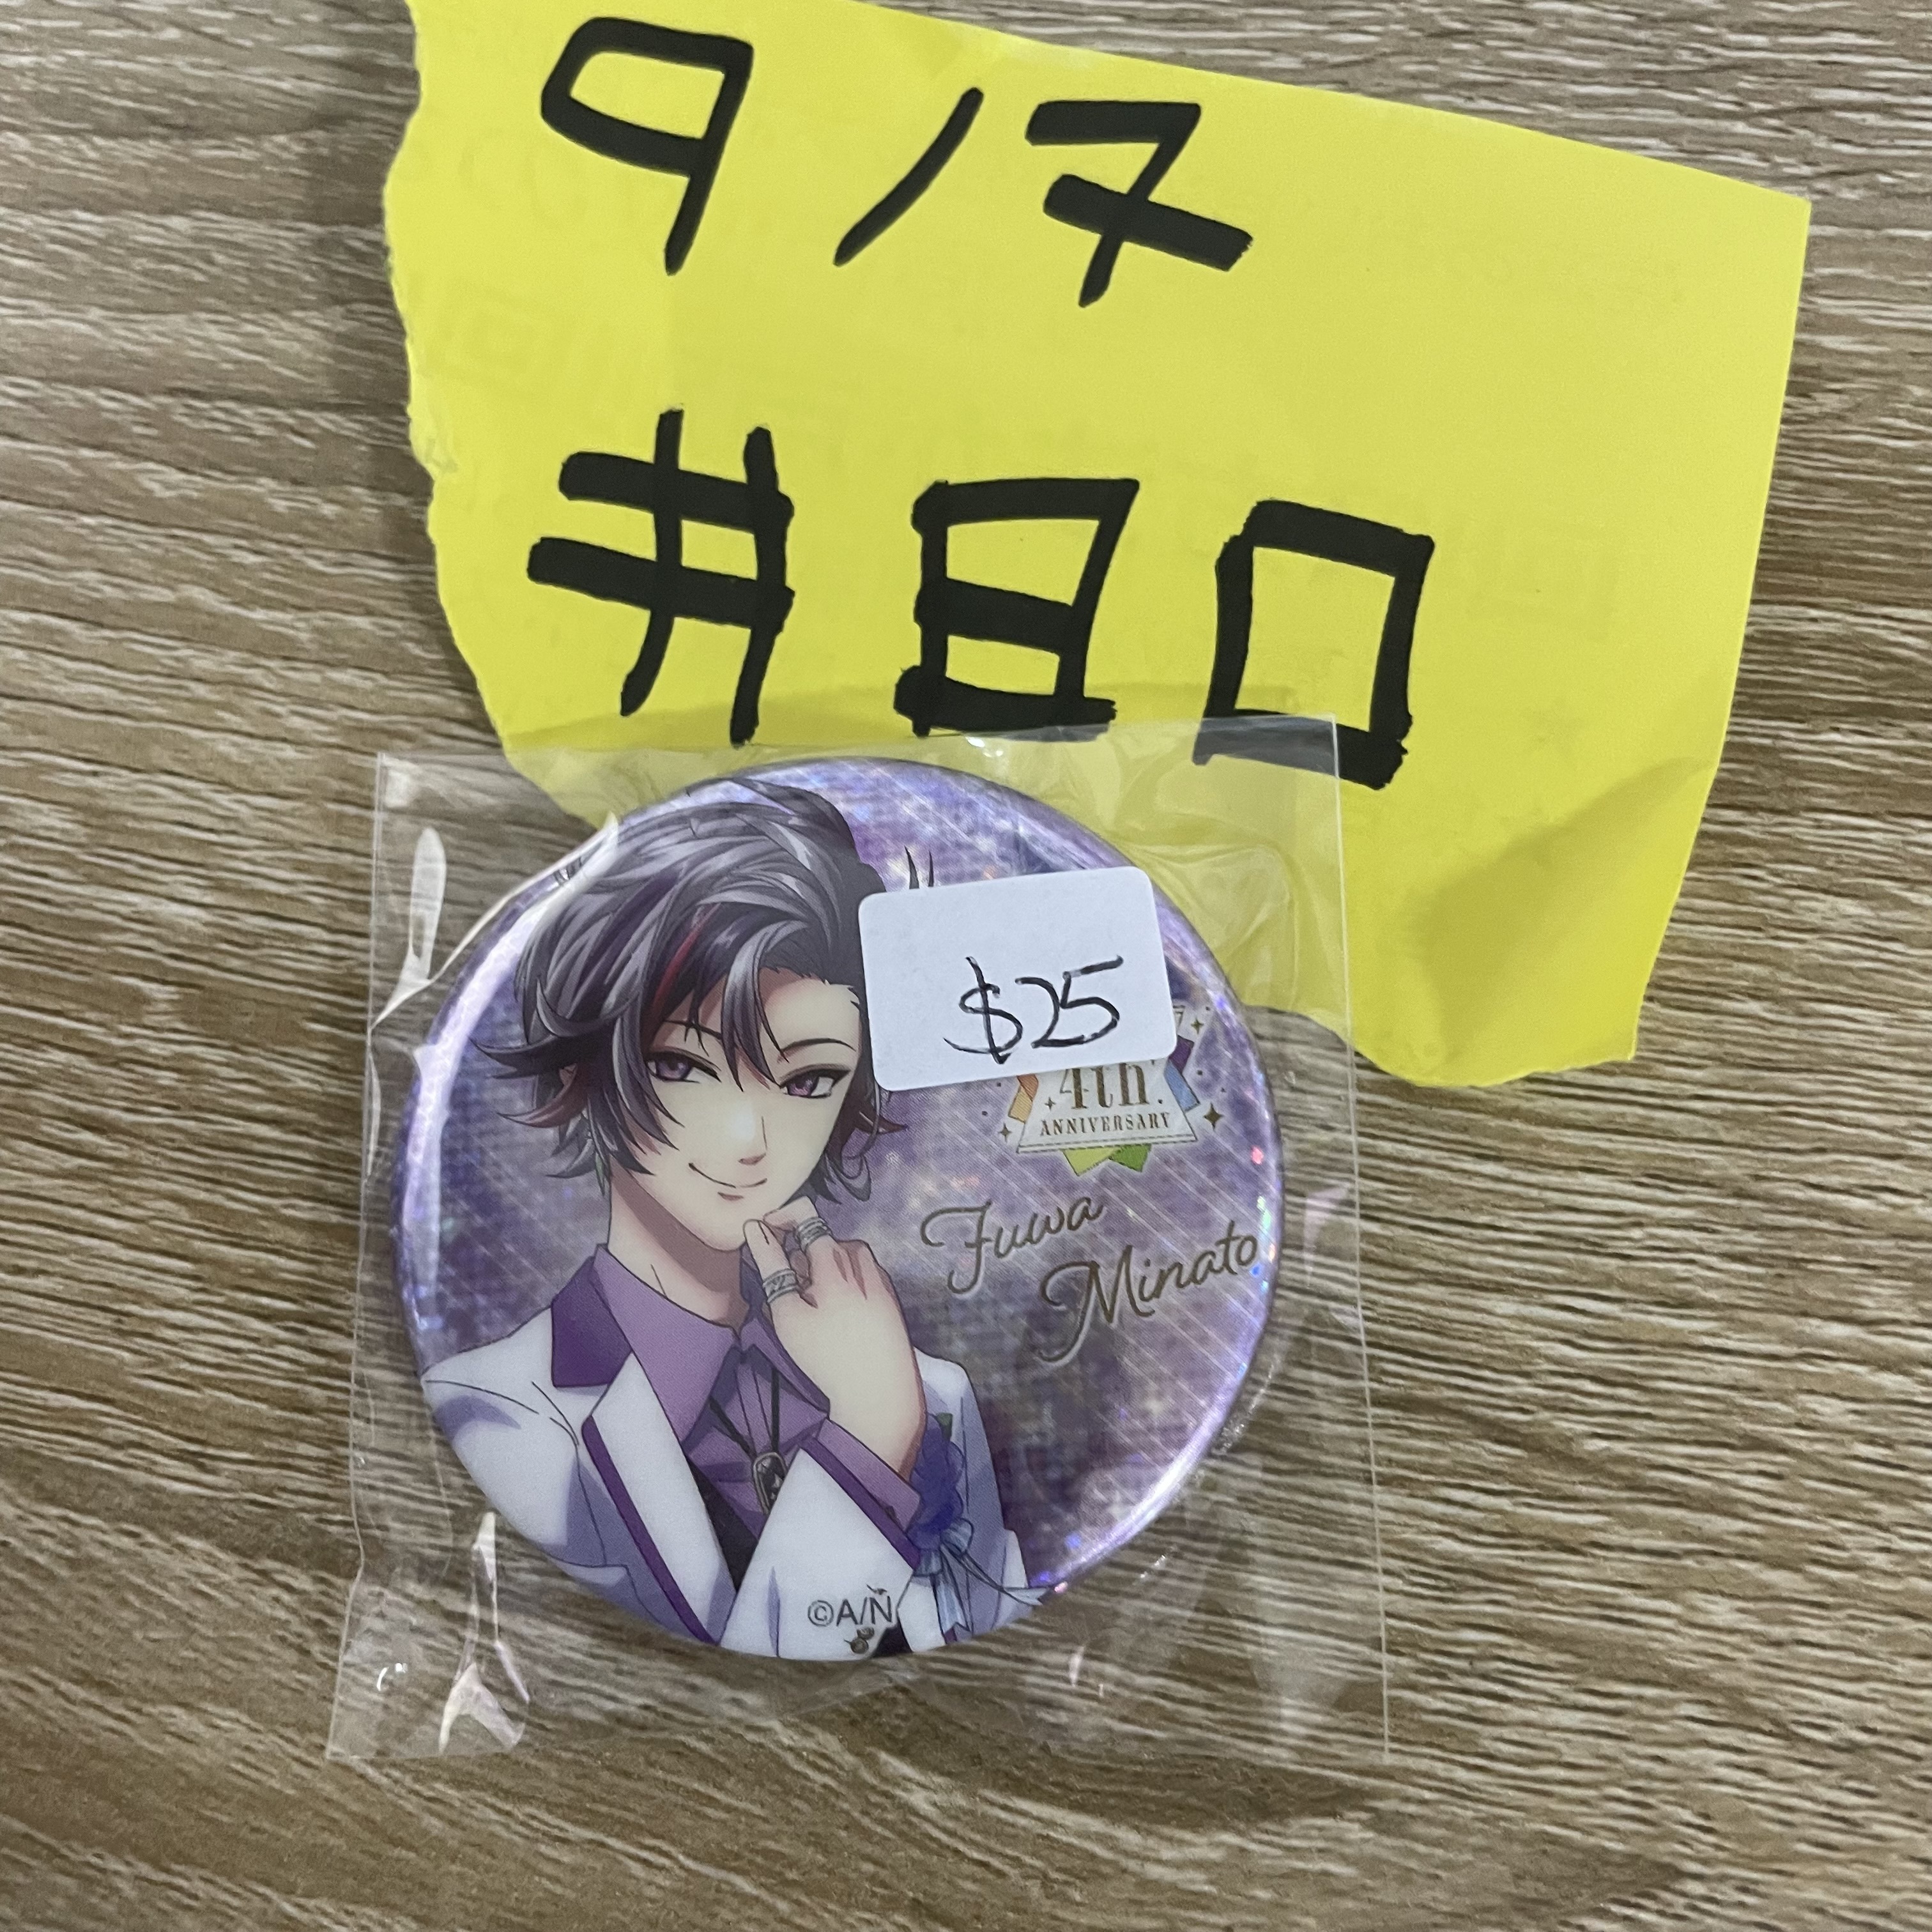 9/7
#80
$25
4th
ANNIVERSARY
Fuwa
Minato
©A/N